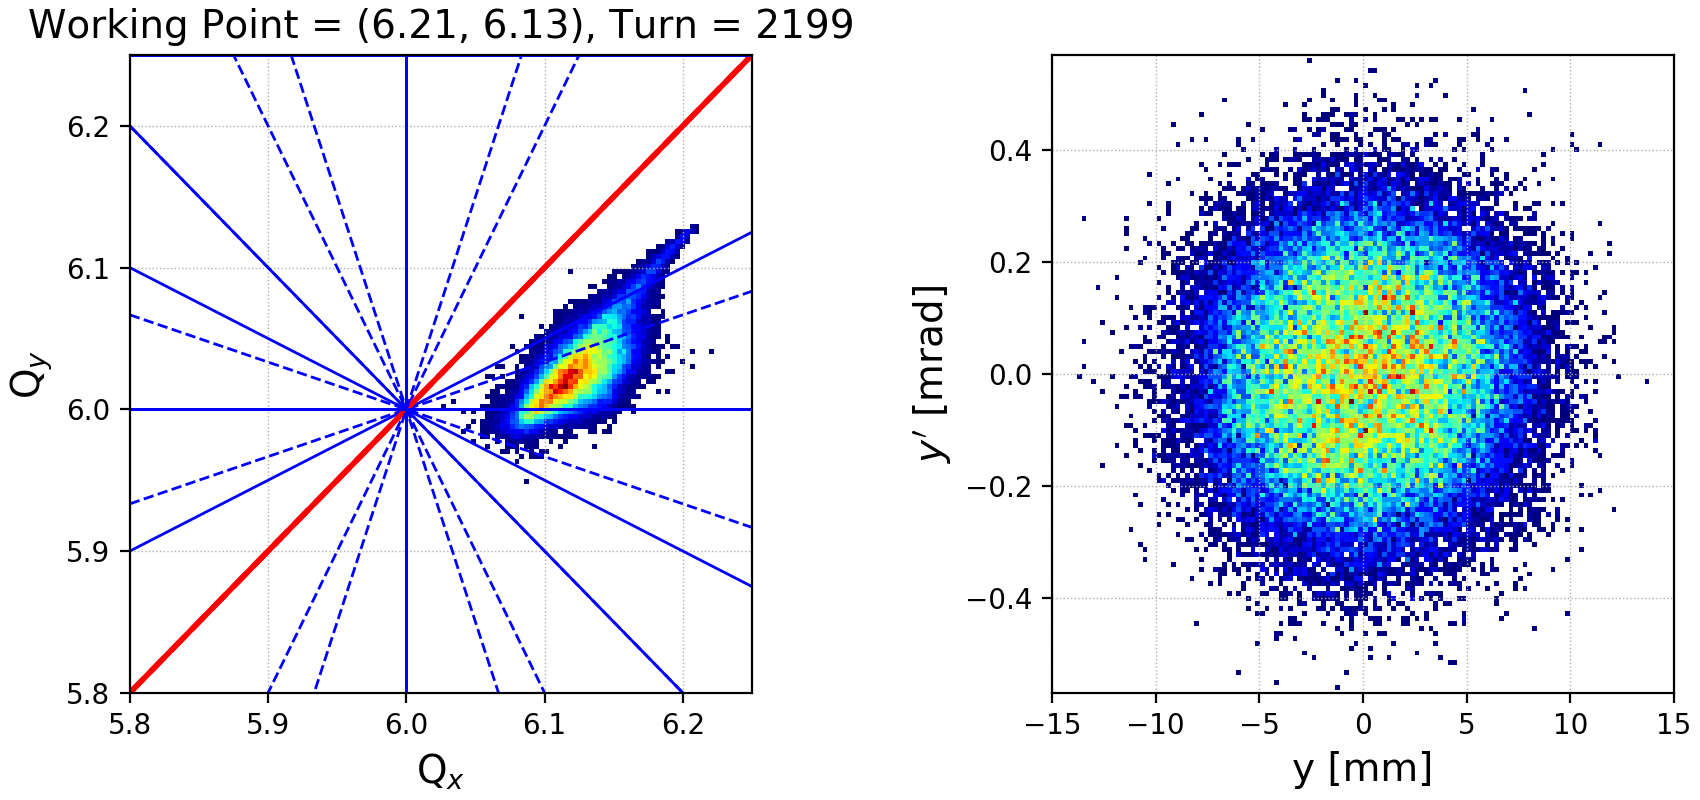 Working Point = (6.21, 6.13), Turn = 2199
6.2
6.1
6.0
5.9
5.8
Q_y
5.8 5.9 6.0 6.1 6.2
Q_x
0.4
0.2
0.0
−0.2
−0.4
y′ [mrad]
−15 −10 −5 0 5 10 15
y [mm]